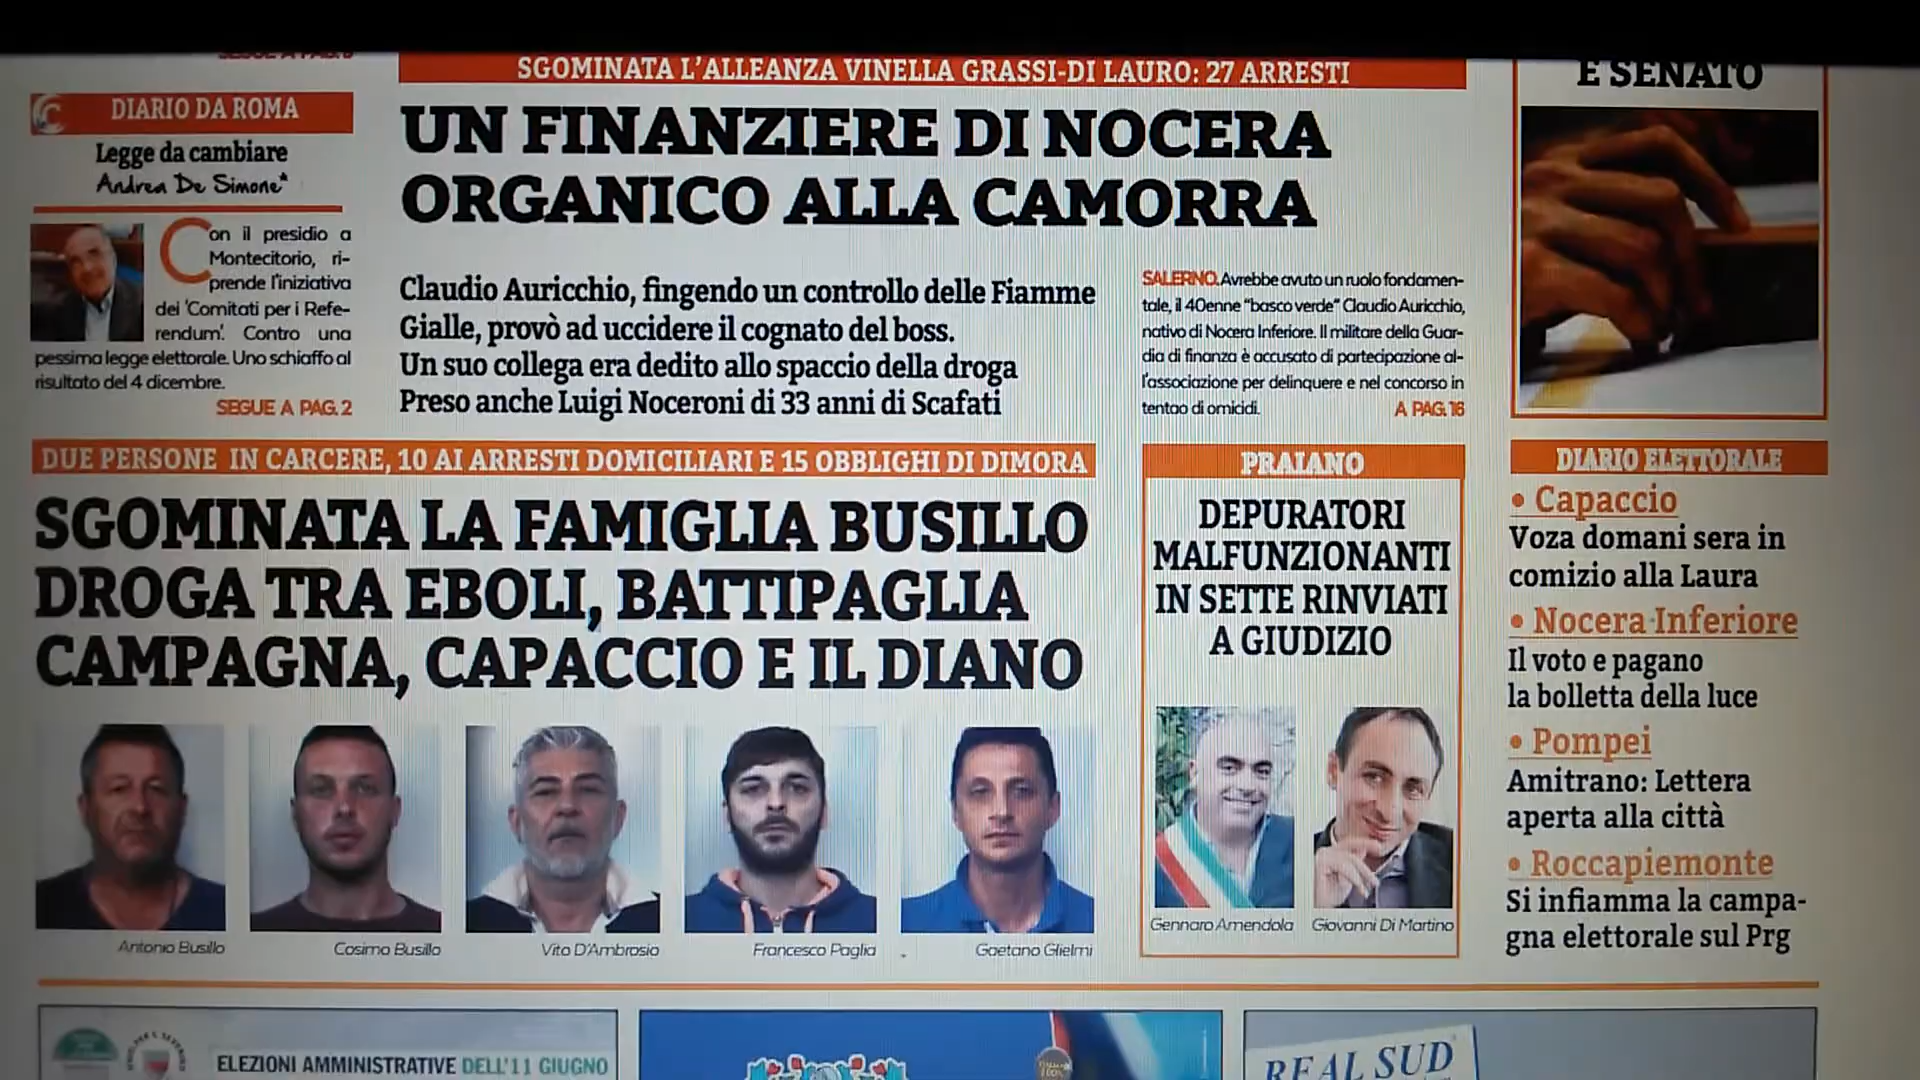 SGOMINATA L'ALLEANZA VINELLA GRASSI-DI LAURO: 27 ARRESTI
UN FINANZIERE DI NOCERA
ORGANICO ALLA CAMORRA
Claudio Auricchio, fingendo un controllo delle Fiamme
Gialle, provò ad uccidere il cognato del boss.
Un suo collega era dedito allo spaccio della droga
Preso anche Luigi Noceroni di 33 anni di Scafati
SALERNO. Avrebbe avuto un ruolo fondamen-
tale, il 40enne "basco verde" Claudio Auricchio,
nativo di Nocera Inferiore. Il militare della Guar-
dia di finanza è accusato di partecipazione al-
l'associazione per delinquere e nel concorso in
tentao di omicidi.
A PAG. 16
DIARIO DA ROMA
Legge da cambiare
Andrea De Simone*
Con il presidio a
Montecitorio, ri-
prende l'iniziativa
dei 'Comitati per i Refe-
rendum'. Contro una
pessima legge elettorale. Uno schiaffo al
risultato del 4 dicembre.
SEGUE A PAG. 2
E SENATO
DUE PERSONE IN CARCERE, 10 AI ARRESTI DOMICILIARI E 15 OBBLIGHI DI DIMORA
SGOMINATA LA FAMIGLIA BUSILLO
DROGA TRA EBOLI, BATTIPAGLIA
CAMPAGNA, CAPACCIO E IL DIANO
Antonio Busillo
Cosimo Busillo
Vito D'Ambrosio
Francesco Paglia
Gaetano Glielmi
PRAIANO
DEPURATORI
MALFUNZIONANTI
IN SETTE RINVIATI
A GIUDIZIO
Gennaro Amendola
Giovanni Di Martino
DIARIO ELETTORALE
• Capaccio
Voza domani sera in
comizio alla Laura
• Nocera Inferiore
Il voto e pagano
la bolletta della luce
• Pompei
Amitrano: Lettera
aperta alla città
• Roccapiemonte
Si infiamma la campa-
gna elettorale sul Prg
ELEZIONI AMMINISTRATIVE DELL'11 GIUGNO
REAL SUD